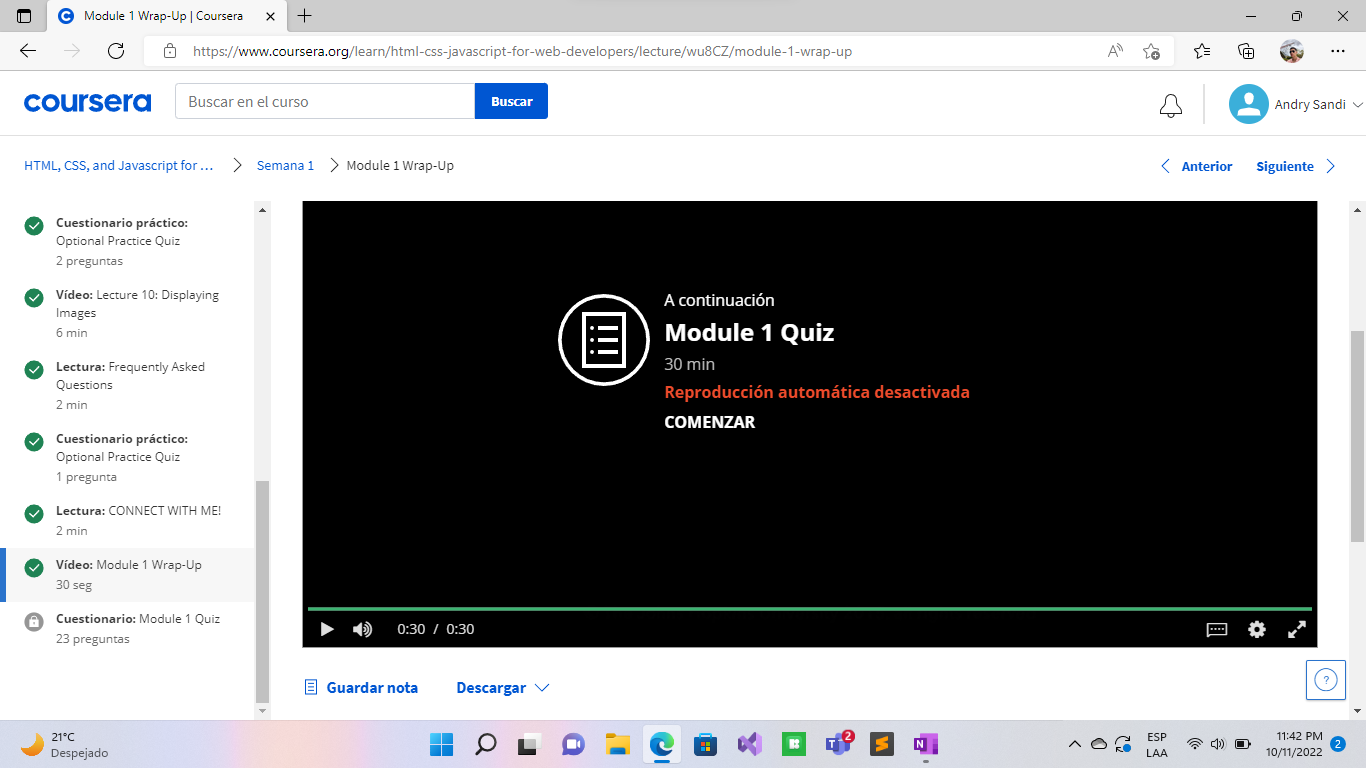 Module 1 Wrap-Up | Coursera
https://www.coursera.org/learn/html-css-javascript-for-web-developers/lecture/wu8CZ/module-1-wrap-up
coursera
Buscar en el curso
Buscar
Andry Sandi
HTML, CSS, and Javascript for ...
Semana 1
Module 1 Wrap-Up
Anterior
Siguiente
Cuestionario práctico:
Optional Practice Quiz
2 preguntas
Vídeo: Lecture 10: Displaying
Images
6 min
Lectura: Frequently Asked
Questions
2 min
Cuestionario práctico:
Optional Practice Quiz
1 pregunta
Lectura: CONNECT WITH ME!
2 min
Vídeo: Module 1 Wrap-Up
30 seg
Cuestionario: Module 1 Quiz
23 preguntas
A continuación
Module 1 Quiz
30 min
Reproducción automática desactivada
COMENZAR
0:30 / 0:30
Guardar nota
Descargar
?
21°C
Despejado
2
ESP
LAA
11:42 PM
10/11/2022
2